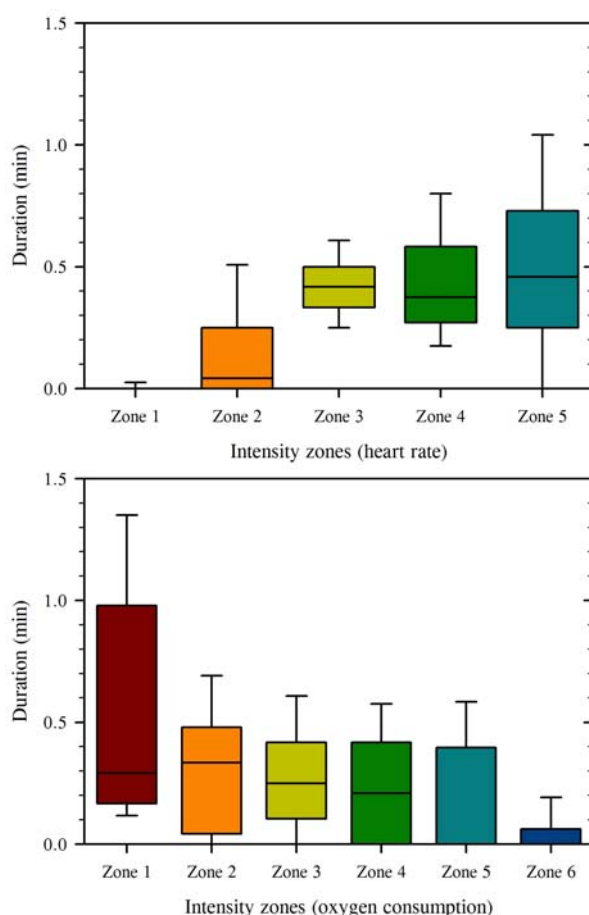 1.5
1.0
0.5
0.0
Duration (min)
Zone 1 Zone 2 Zone 3 Zone 4 Zone 5
Intensity zones (heart rate)
1.5
1.0
0.5
0.0
Duration (min)
Zone 1 Zone 2 Zone 3 Zone 4 Zone 5 Zone 6
Intensity zones (oxygen consumption)